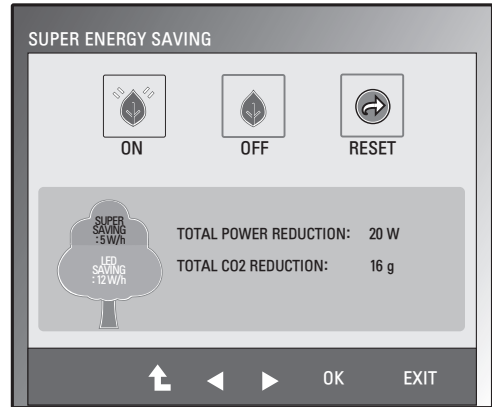 SUPER ENERGY SAVING
ON OFF RESET
SUPER
SAVING
: 5 W/h
LED
SAVING
: 12 W/h
TOTAL POWER REDUCTION: 20 W
TOTAL CO2 REDUCTION: 16 g
OK EXIT